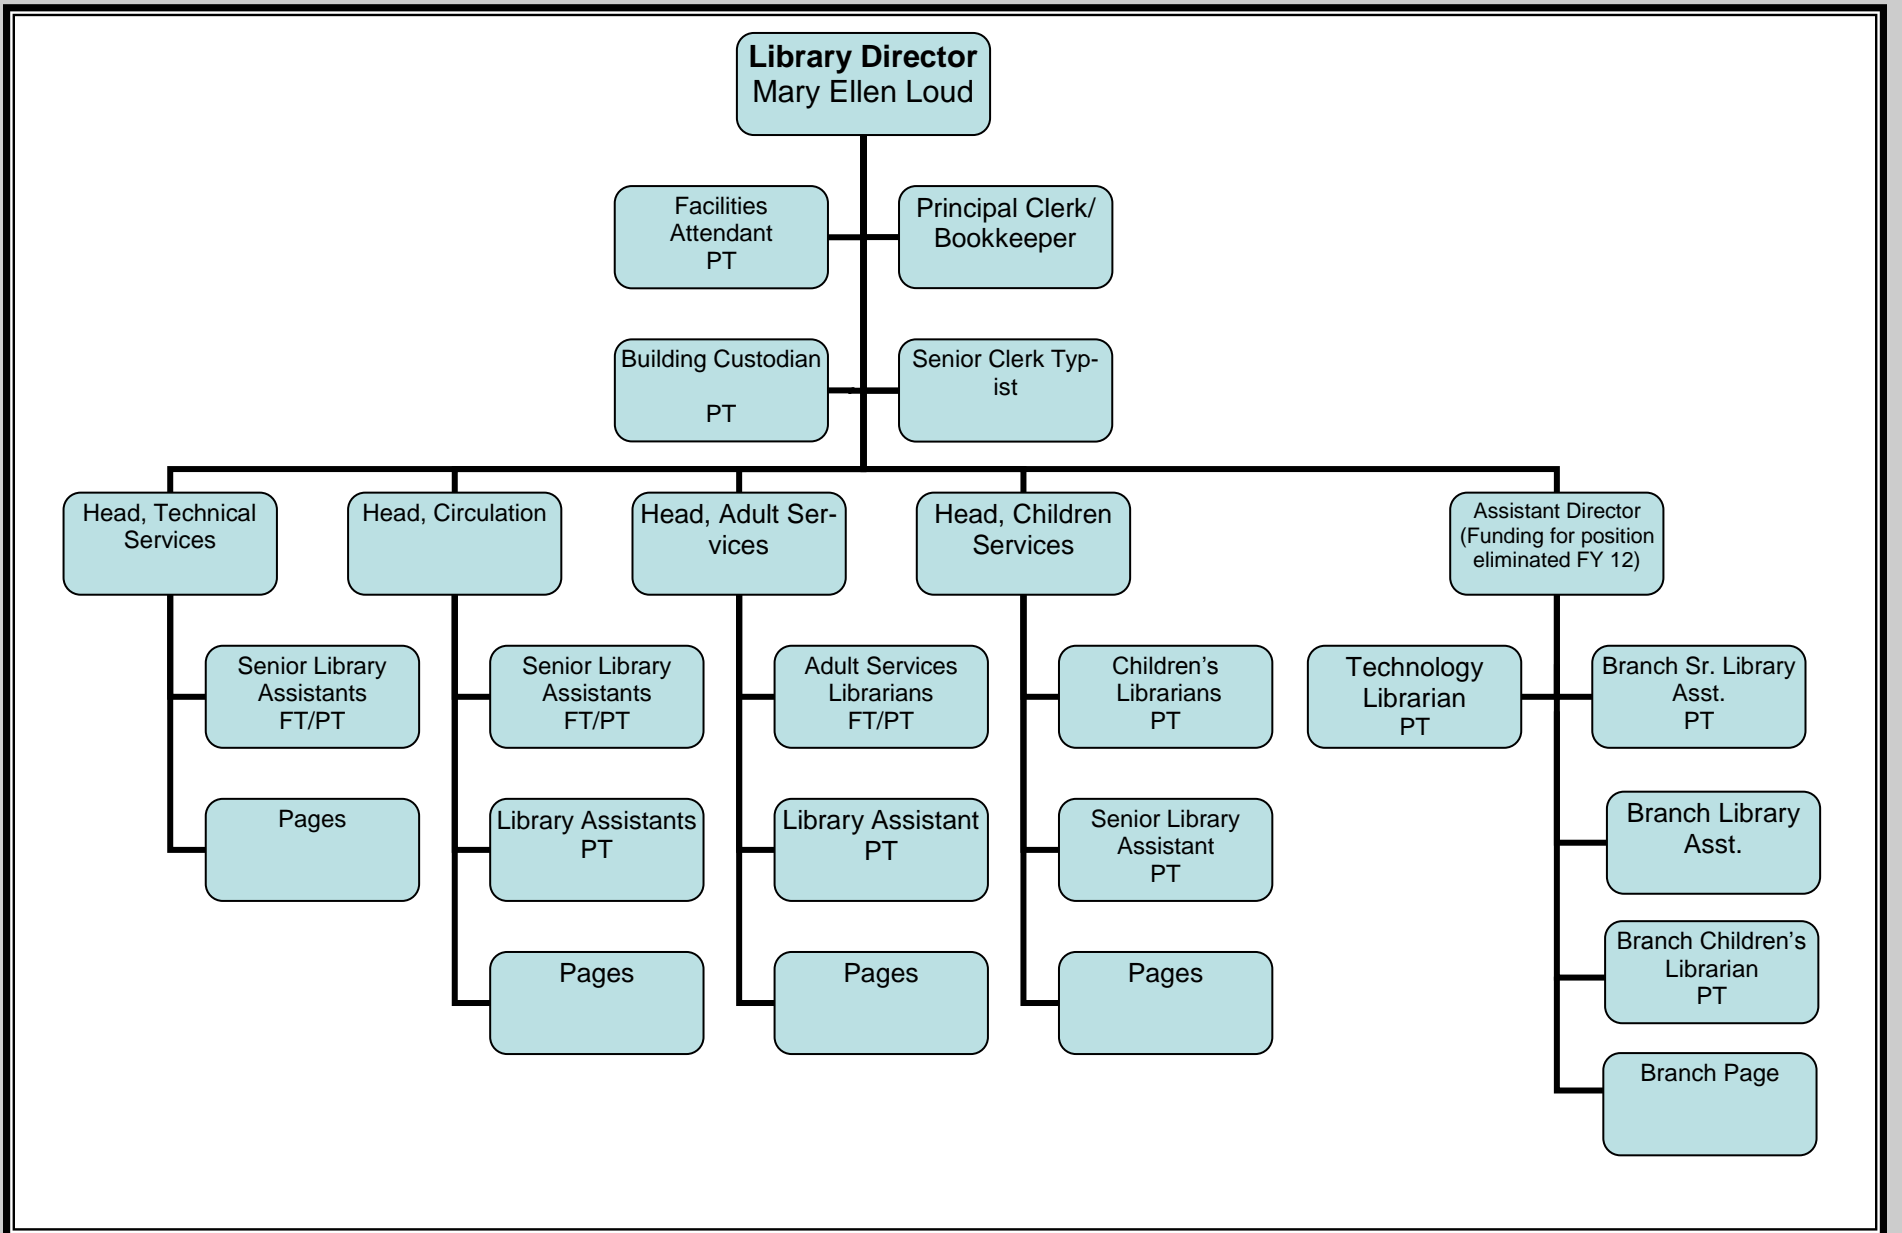 Library Director
Mary Ellen Loud
Facilities
Attendant
PT
Principal Clerk/
Bookkeeper
Building Custodian
PT
Senior Clerk Typ-
ist
Head, Technical
Services
Head, Circulation
Head, Adult Ser-
vices
Head, Children
Services
Assistant Director
(Funding for position
eliminated FY 12)
Senior Library
Assistants
FT/PT
Senior Library
Assistants
FT/PT
Adult Services
Librarians
FT/PT
Children’s
Librarians
PT
Technology
Librarian
PT
Branch Sr. Library
Asst.
PT
Pages
Library Assistants
PT
Library Assistant
PT
Senior Library
Assistant
PT
Branch Library
Asst.
Pages
Pages
Pages
Branch Children’s
Librarian
PT
Branch Page